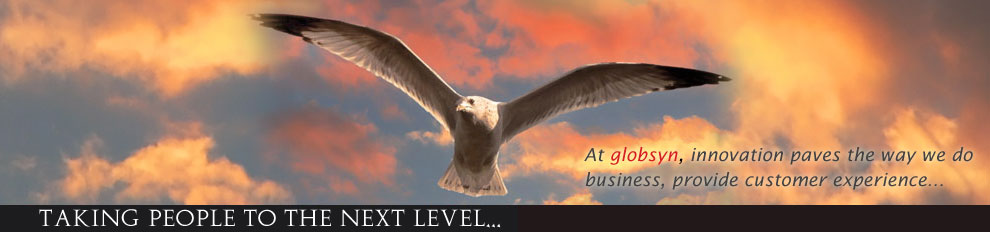 At globsyn, innovation paves the way we do
business, provide customer experience...
TAKING PEOPLE TO THE NEXT LEVEL...